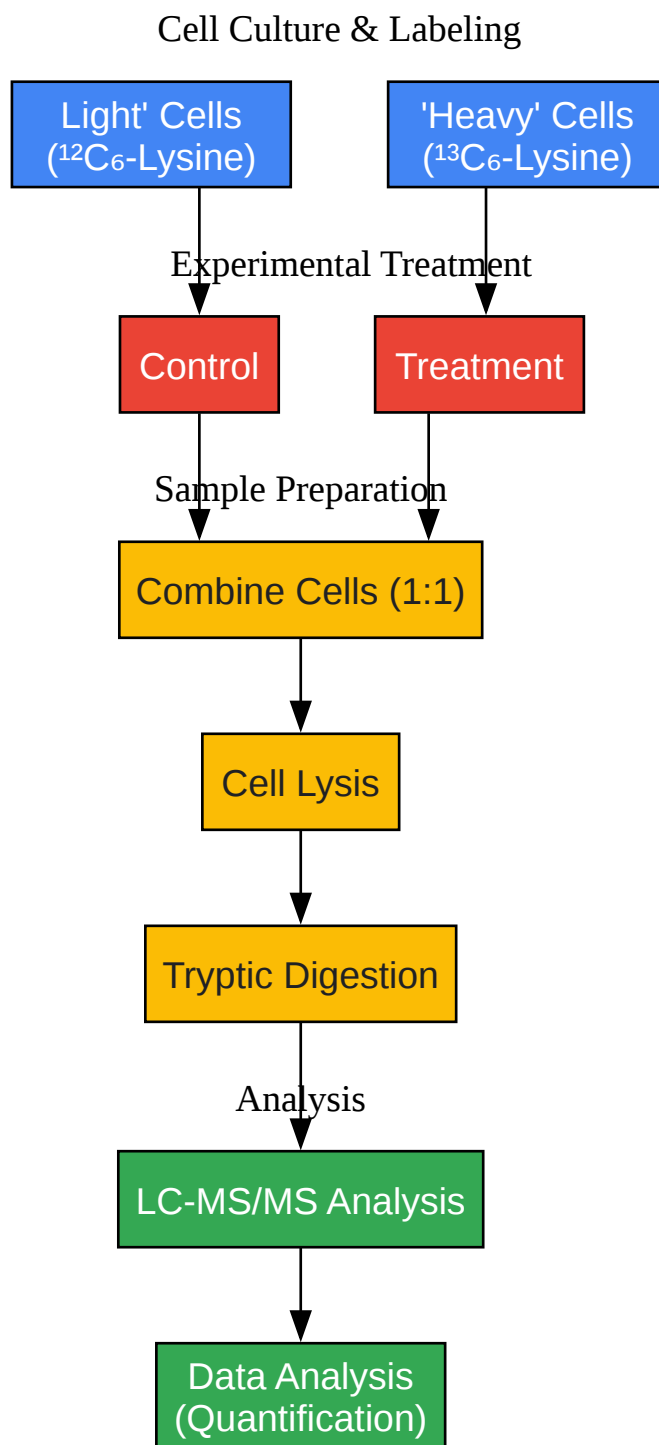 Cell Culture & Labeling
Light' Cells
(¹²C₆-Lysine)
'Heavy' Cells
(¹³C₆-Lysine)
Experimental Treatment
Control
Treatment
Sample Preparation
Combine Cells (1:1)
Cell Lysis
Tryptic Digestion
Analysis
LC-MS/MS Analysis
Data Analysis
(Quantification)